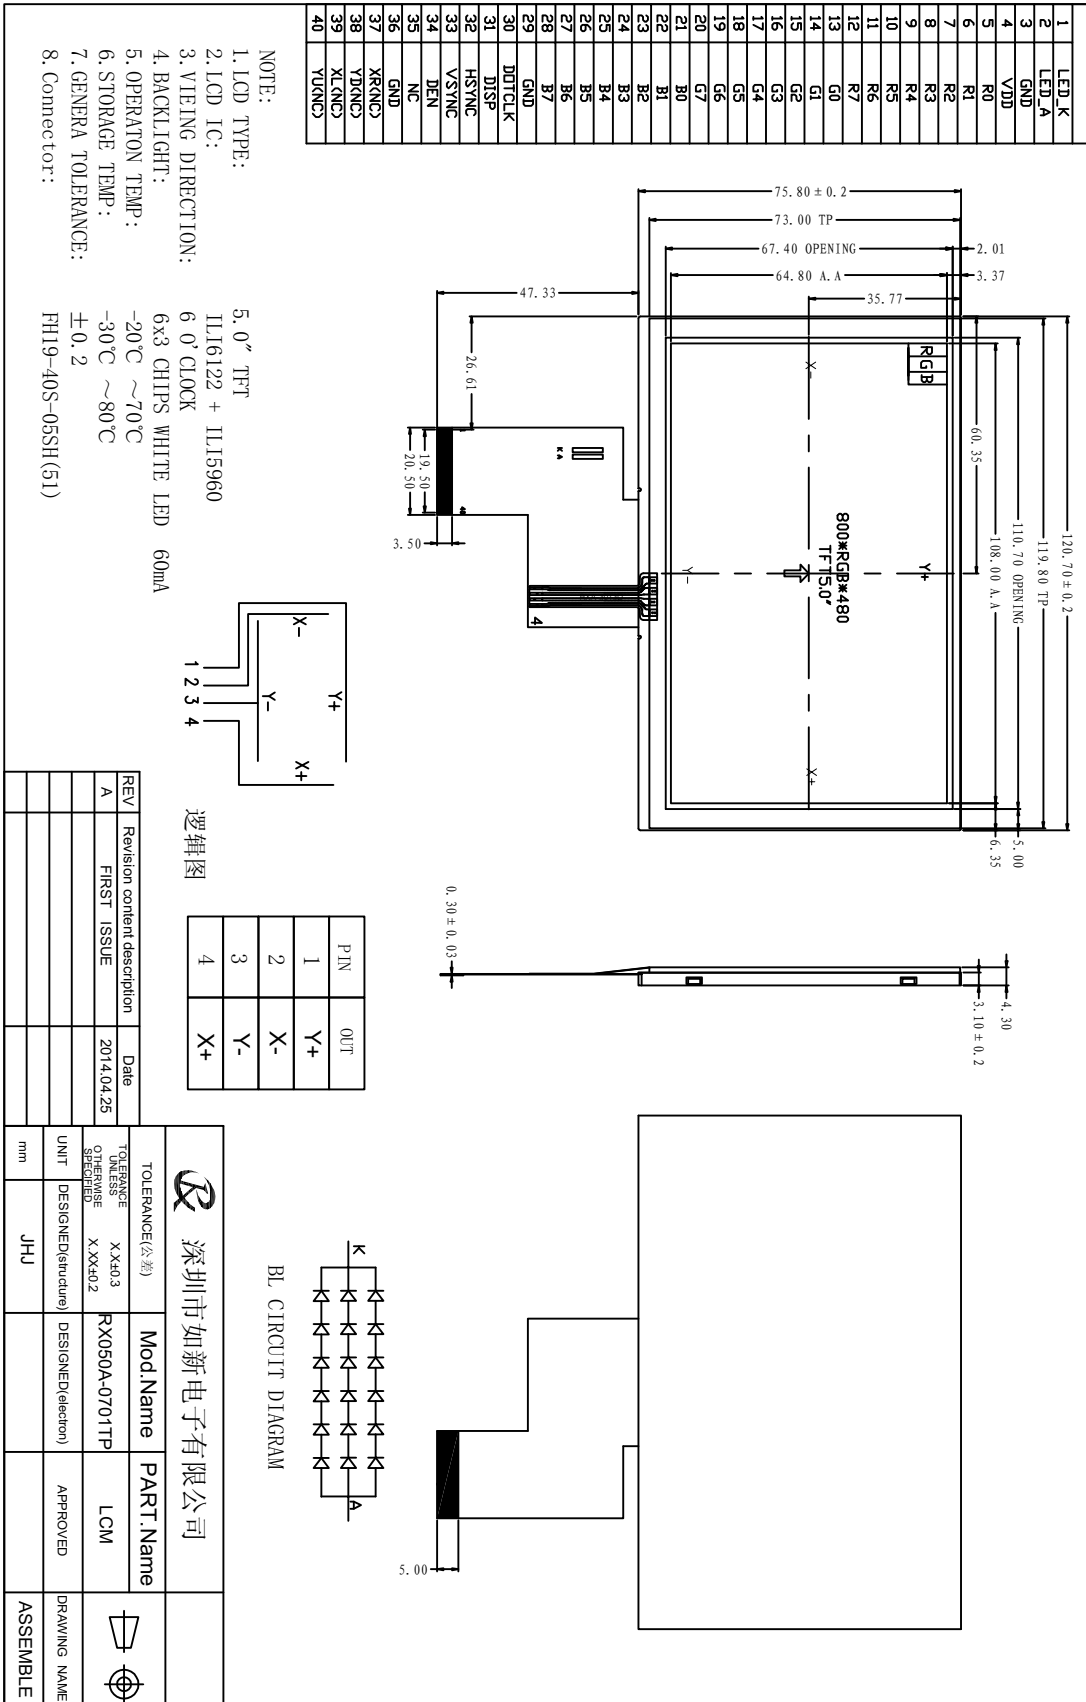 1 LED_K
2 LED_A
3 GND
4 VDD
5 R0
6 R1
7 R2
8 R3
9 R4
10 R5
11 R6
12 R7
13 G0
14 G1
15 G2
16 G3
17 G4
18 G5
19 G6
20 G7
21 B0
22 B1
23 B2
24 B3
25 B4
26 B5
27 B6
28 B7
29 GND
30 DOTCLK
31 DISP
32 HSYNC
33 VSYNC
34 DEN
35 NC
36 GND
37 XR(NC)
38 YD(NC)
39 XL(NC)
40 YU(NC)
120.70±0.2
119.80 TP
110.70 OPENING
108.00 A.A
60.35
5.00
6.35
75.80±0.2
73.00 TP
67.40 OPENING
64.80 A.A
35.77
2.01
3.37
47.33
26.61
19.50
20.50
3.50
RGB
X-
Y+
800*RGB*480
TFT5.0"
X+
Y-
K A
1
40
4
4.30
3.10±0.2
0.30±0.03
5.00
NOTE:
1. LCD TYPE: 5.0″ TFT
2. LCD IC: ILI6122 + ILI5960
3. VIEING DIRECTION: 6 O'CLOCK
4. BACKLIGHT: 6x3 CHIPS WHITE LED 60mA
5. OPERATON TEMP: -20℃ ~70℃
6. STORAGE TEMP: -30℃ ~80℃
7. GENERA TOLERANCE: ±0.2
8. Connector: FH19-40S-05SH(51)
Y+
X-
X+
Y-
1 2 3 4
逻辑图
PIN OUT
1 Y+
2 X-
3 Y-
4 X+
K
A
BL CIRCUIT DIAGRAM
REV Revision content description Date
A FIRST ISSUE 2014.04.25
RX 深圳市如新电子有限公司
TOLERANCE(公差) Mod.Name PART.Name
TOLERANCE UNLESS OTHERWISE SPECIFIED X.X±0.3 X.XX±0.2 RX050A-0701TP LCM
UNIT DESIGNED(structure) DESIGNED(electron) APPROVED DRAWING NAME
mm JHJ ASSEMBLE